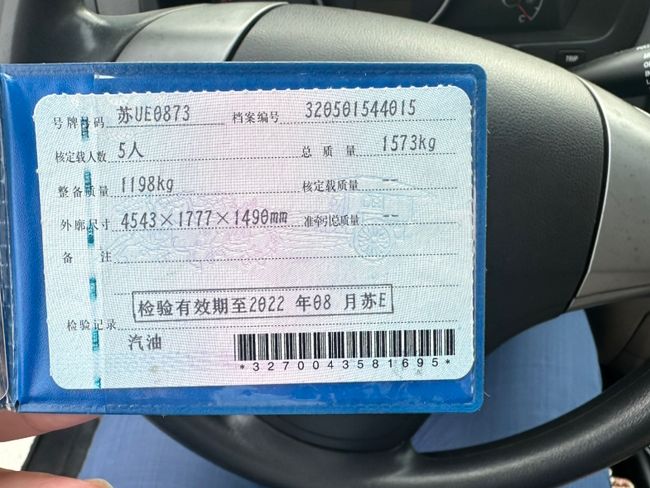 号牌号码 苏UE0873 档案编号 320501544015
核定载人数 5人 总质量 1573kg
整备质量 1198kg 核定载质量 --
外廓尺寸 4543×1777×1490mm 准牵引总质量 --
备注
检验有效期至2022 年08 月苏E
检验记录
汽油
*3270043581695*
TRIP